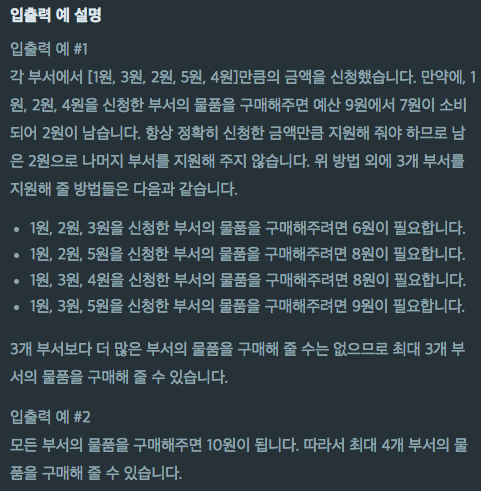 입출력 예 설명
입출력 예 #1
각 부서에서 [1원, 3원, 2원, 5원, 4원]만큼의 금액을 신청했습니다. 만약에, 1
원, 2원, 4원을 신청한 부서의 물품을 구매해주면 예산 9원에서 7원이 소비
되어 2원이 남습니다. 항상 정확히 신청한 금액만큼 지원해 줘야 하므로 남
은 2원으로 나머지 부서를 지원해 주지 않습니다. 위 방법 외에 3개 부서를
지원해 줄 방법들은 다음과 같습니다.
• 1원, 2원, 3원을 신청한 부서의 물품을 구매해주려면 6원이 필요합니다.
• 1원, 2원, 5원을 신청한 부서의 물품을 구매해주려면 8원이 필요합니다.
• 1원, 3원, 4원을 신청한 부서의 물품을 구매해주려면 8원이 필요합니다.
• 1원, 3원, 5원을 신청한 부서의 물품을 구매해주려면 9원이 필요합니다.
3개 부서보다 더 많은 부서의 물품을 구매해 줄 수는 없으므로 최대 3개 부
서의 물품을 구매해 줄 수 있습니다.
입출력 예 #2
모든 부서의 물품을 구매해주면 10원이 됩니다. 따라서 최대 4개 부서의 물
품을 구매해 줄 수 있습니다.